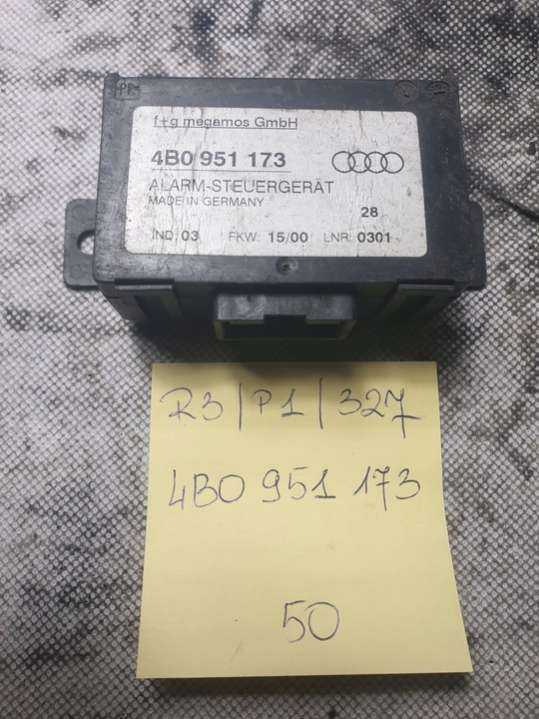 f+g megamos GmbH
4B0 951 173
ALARM-STEUERGERÄT
MADE IN GERMANY
28
IND: 03 FKW: 15/00 LNR: 0301
R3/P1/327
4B0 951 173
50